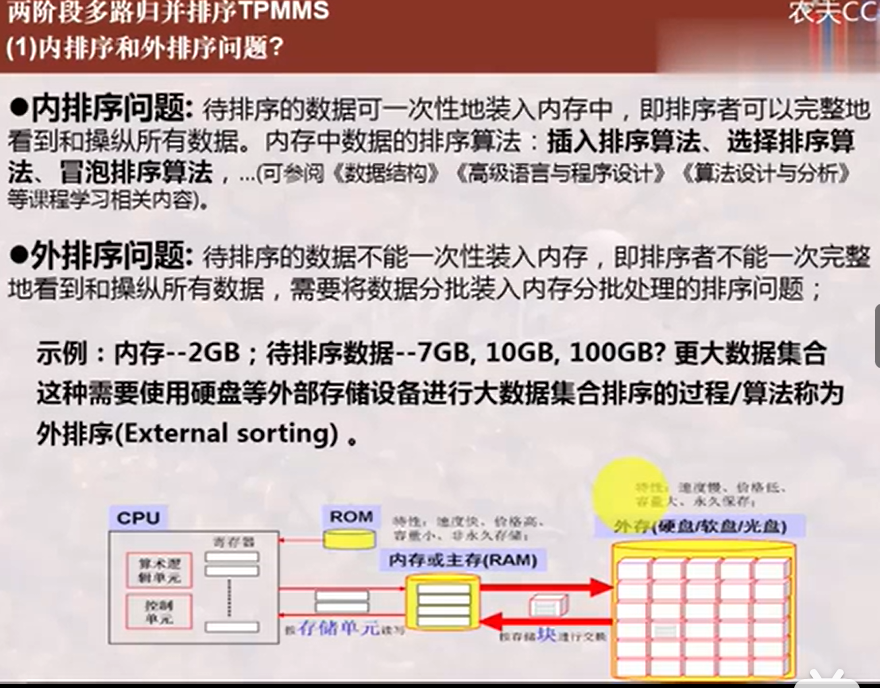 两阶段多路归并排序TPMMS
农夫CC
(1)内排序和外排序问题?
●内排序问题: 待排序的数据可一次性地装入内存中，即排序者可以完整地
看到和操纵所有数据。内存中数据的排序算法：插入排序算法、选择排序算
法、冒泡排序算法，...(可参阅《数据结构》《高级语言与程序设计》《算法设计与分析》
等课程学习相关内容)。
●外排序问题: 待排序的数据不能一次性装入内存，即排序者不能一次完整
地看到和操纵所有数据，需要将数据分批装入内存分批处理的排序问题；
示例：内存--2GB；待排序数据--7GB, 10GB, 100GB? 更大数据集合
这种需要使用硬盘等外部存储设备进行大数据集合排序的过程/算法称为
外排序(External sorting) 。
特性：速度慢、价格低、
容量大、永久保存；
外存(硬盘/软盘/光盘)
CPU
ROM
特性：速度快、价格高、
容量小、非永久存储；
寄存器
内存或主存(RAM)
算术逻
辑单元
控制
单元
按存储单元读写
按存储块进行交换